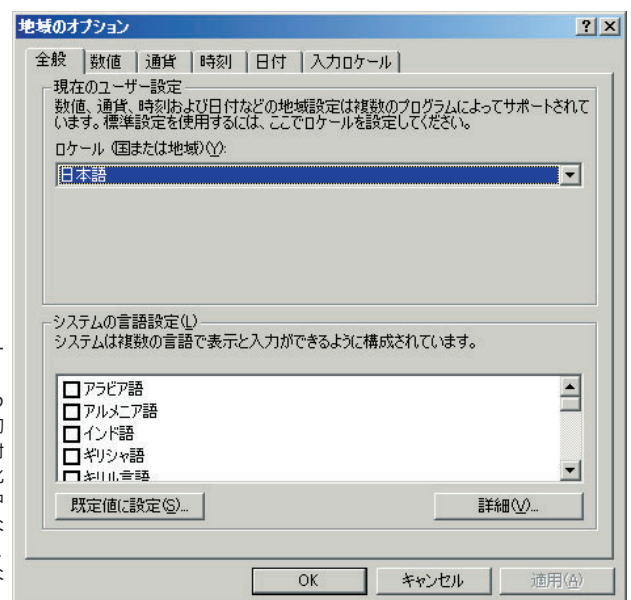 地域のオプション
全般 数値 通貨 時刻 日付 入力ロケール
現在のユーザー設定
数値、通貨、時刻および日付などの地域設定は複数のプログラムによってサポートされて
います。標準設定を使用するには、ここでロケールを設定してください。
ロケール (国または地域)(Y):
日本語
システムの言語設定(L)
システムは複数の言語で表示と入力ができるように構成されています。
アラビア語
アルメニア語
インド語
ギリシャ語
キリル言語
既定値に設定(S)... 詳細(V)...
OK キャンセル 適用(A)